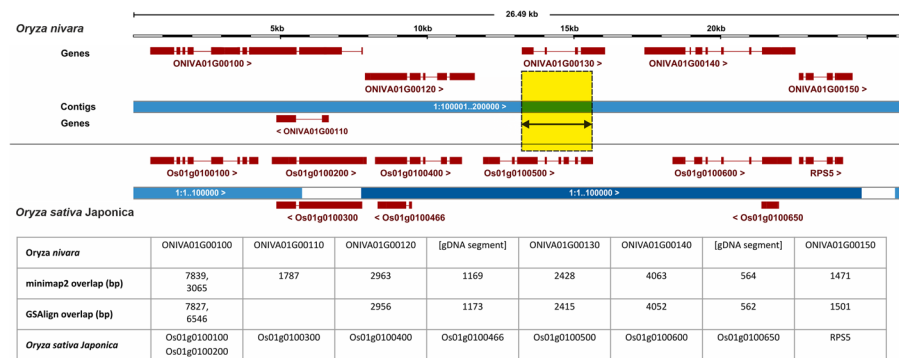 26.49 kb
Oryza nivara
5kb 10kb 15kb 20kb
Genes
ONIVA01G00100 > ONIVA01G00130 > ONIVA01G00140 >
ONIVA01G00120 > ONIVA01G00150 >
Contigs 1:100001..200000 >
Genes
< ONIVA01G00110
Os01g0100100 > Os01g0100200 > Os01g0100400 > Os01g0100500 > Os01g0100600 > RPS5 >
1:1..100000 > 1:1..100000 >
Oryza sativa Japonica
< Os01g0100300 < Os01g0100466 < Os01g0100650
Oryza nivara ONIVA01G00100 ONIVA01G00110 ONIVA01G00120 [gDNA segment] ONIVA01G00130 ONIVA01G00140 [gDNA segment] ONIVA01G00150
minimap2 overlap (bp) 7839, 3065 1787 2963 1169 2428 4063 564 1471
GSAlign overlap (bp) 7827, 6546 2956 1173 2415 4052 562 1501
Oryza sativa Japonica Os01g0100100 Os01g0100200 Os01g0100300 Os01g0100400 Os01g0100466 Os01g0100500 Os01g0100600 Os01g0100650 RPS5